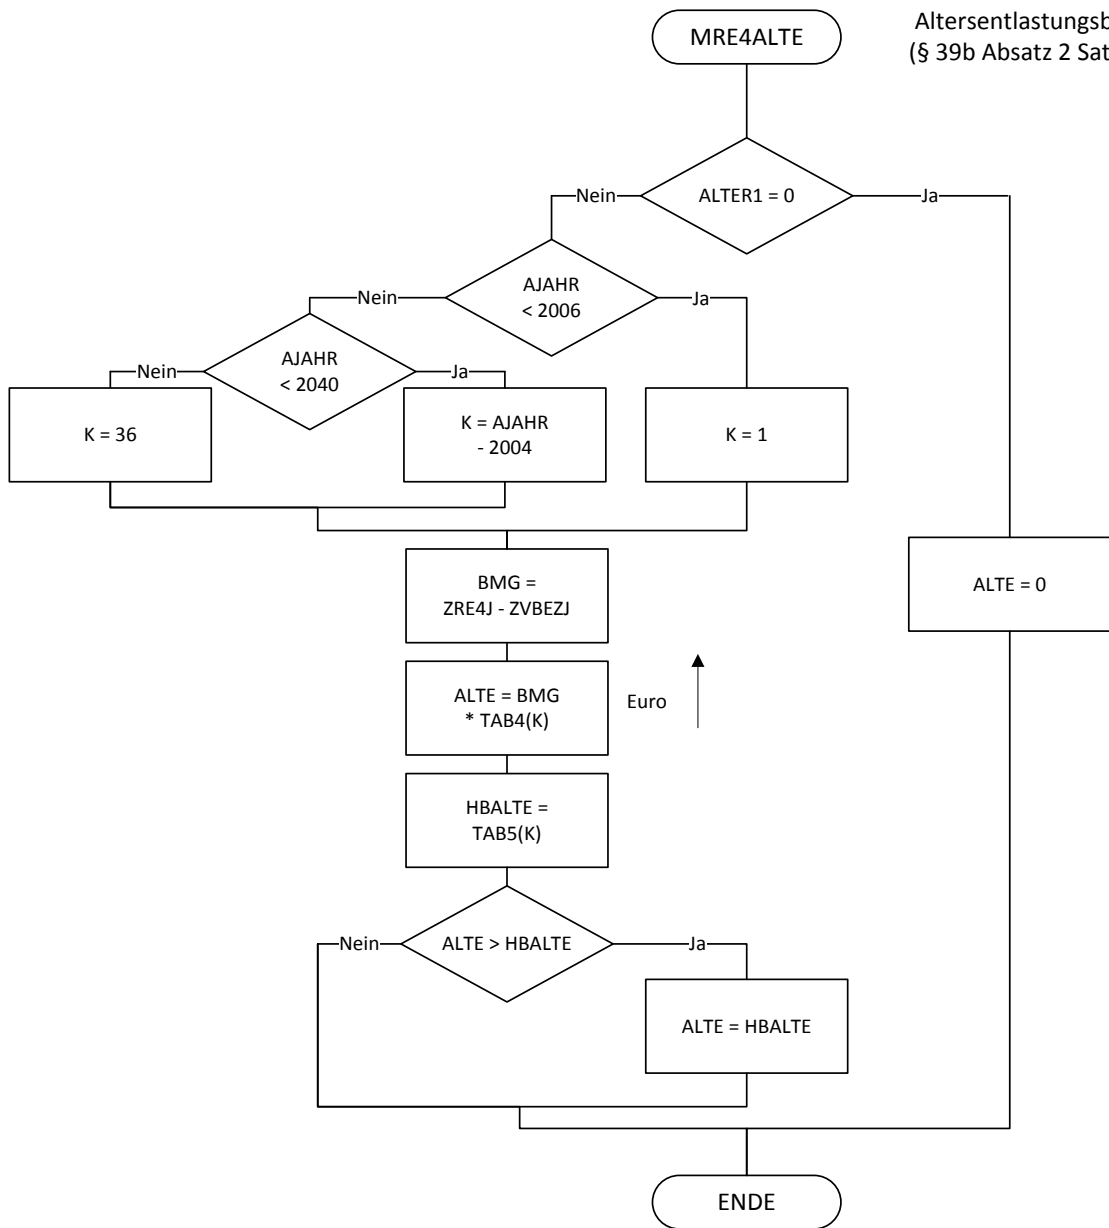 Altersentlastungsb
(§ 39b Absatz 2 Sat
MRE4ALTE
ALTER1 = 0
Nein
Ja
AJAHR
< 2006
Nein
Ja
AJAHR
< 2040
Nein
Ja
K = 36
K = AJAHR
- 2004
K = 1
BMG =
ZRE4J - ZVBEZJ
ALTE = 0
ALTE = BMG
* TAB4(K)
Euro
HBALTE =
TAB5(K)
ALTE > HBALTE
Nein
Ja
ALTE = HBALTE
ENDE